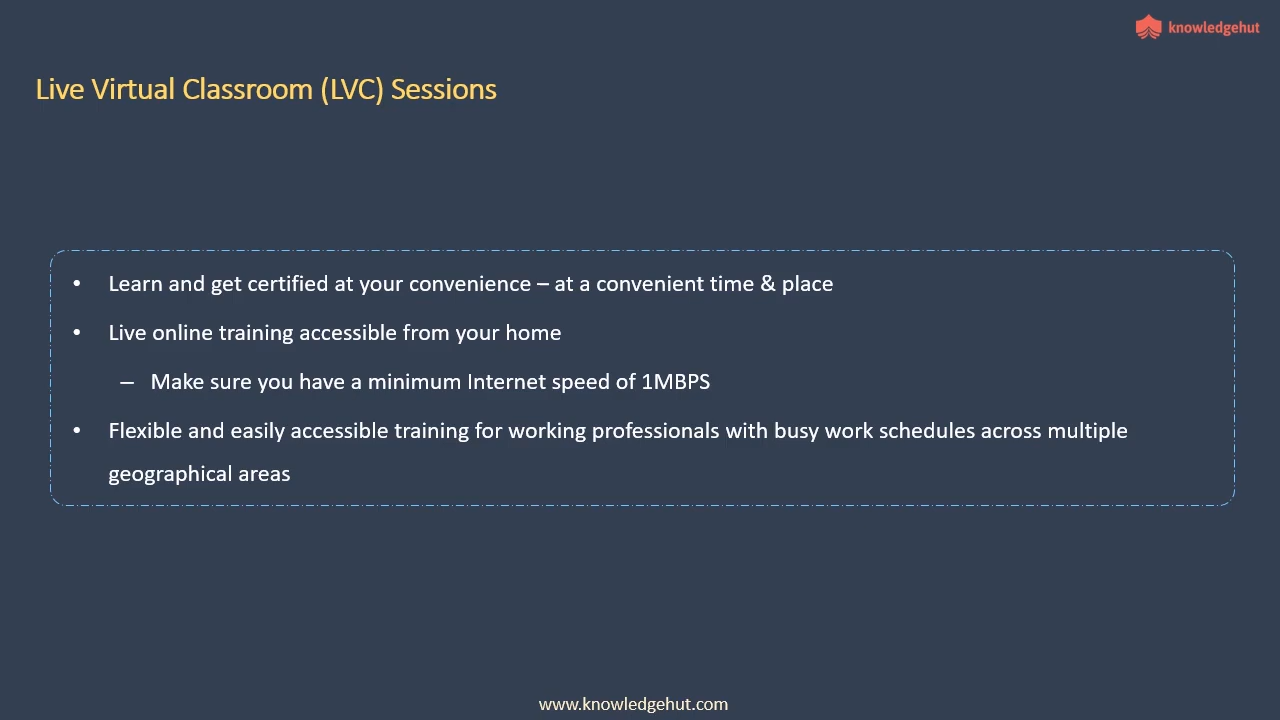 knowledgehut
Live Virtual Classroom (LVC) Sessions
• Learn and get certified at your convenience – at a convenient time & place
• Live online training accessible from your home
– Make sure you have a minimum Internet speed of 1MBPS
• Flexible and easily accessible training for working professionals with busy work schedules across multiple
geographical areas
www.knowledgehut.com